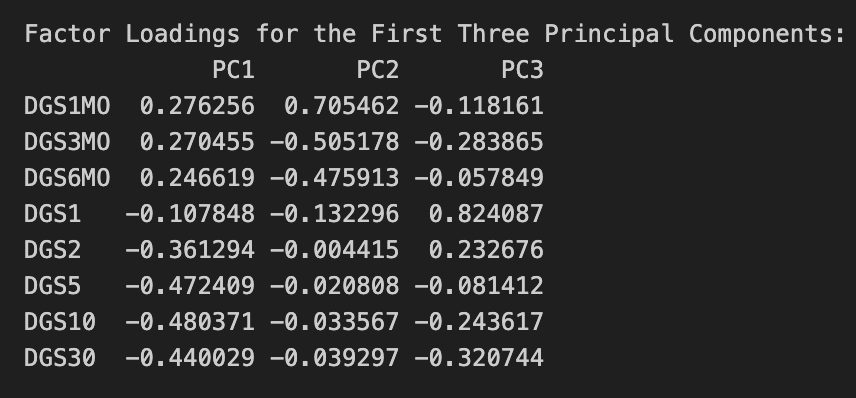 Factor Loadings for the First Three Principal Components:
PC1 PC2 PC3
DGS1MO 0.276256 0.705462 -0.118161
DGS3MO 0.270455 -0.505178 -0.283865
DGS6MO 0.246619 -0.475913 -0.057849
DGS1 -0.107848 -0.132296 0.824087
DGS2 -0.361294 -0.004415 0.232676
DGS5 -0.472409 -0.020808 -0.081412
DGS10 -0.480371 -0.033567 -0.243617
DGS30 -0.440029 -0.039297 -0.320744